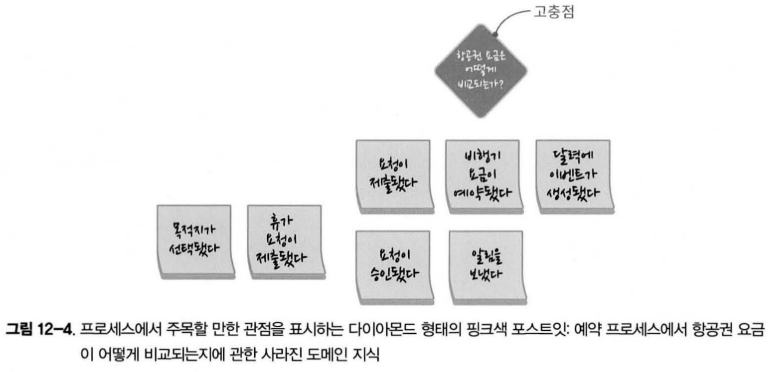 고충점
항공권 요금은
어떻게
비교되는가?
요청이
제출됐다
비행기
요금이
예약됐다
달력에
이벤트가
생성됐다
목적지가
선택됐다
휴가
요청이
제출됐다
요청이
승인됐다
알림을
보냈다
그림 12-4. 프로세스에서 주목할 만한 관점을 표시하는 다이아몬드 형태의 핑크색 포스트잇: 예약 프로세스에서 항공권 요금
이 어떻게 비교되는지에 관한 사라진 도메인 지식